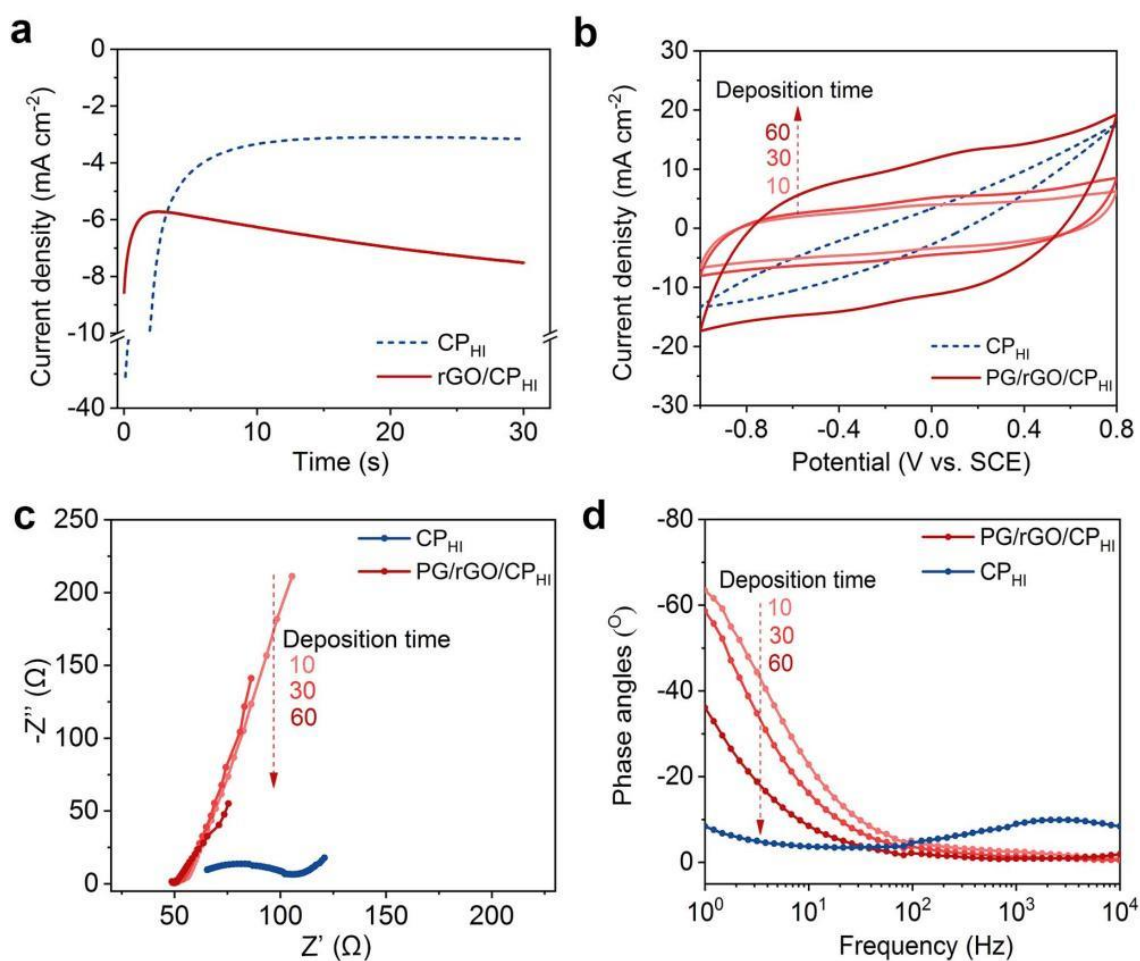 a
0
-2
-4
-6
-8
-10
-40
Current density (mA cm⁻²)
CP_HI
rGO/CP_HI
0 10 20 30
Time (s)
b
30
20
10
0
-10
-20
-30
Current denisty (mA cm⁻²)
Deposition time
60
30
10
CP_HI
PG/rGO/CP_HI
-0.8 -0.4 0.0 0.4 0.8
Potential (V vs. SCE)
c
250
200
150
100
50
0
-Z'' (Ω)
CP_HI
PG/rGO/CP_HI
Deposition time
10
30
60
50 100 150 200
Z' (Ω)
d
-80
-60
-40
-20
0
Phase angles (°)
PG/rGO/CP_HI
CP_HI
Deposition time
10
30
60
10⁰ 10¹ 10² 10³ 10⁴
Frequency (Hz)